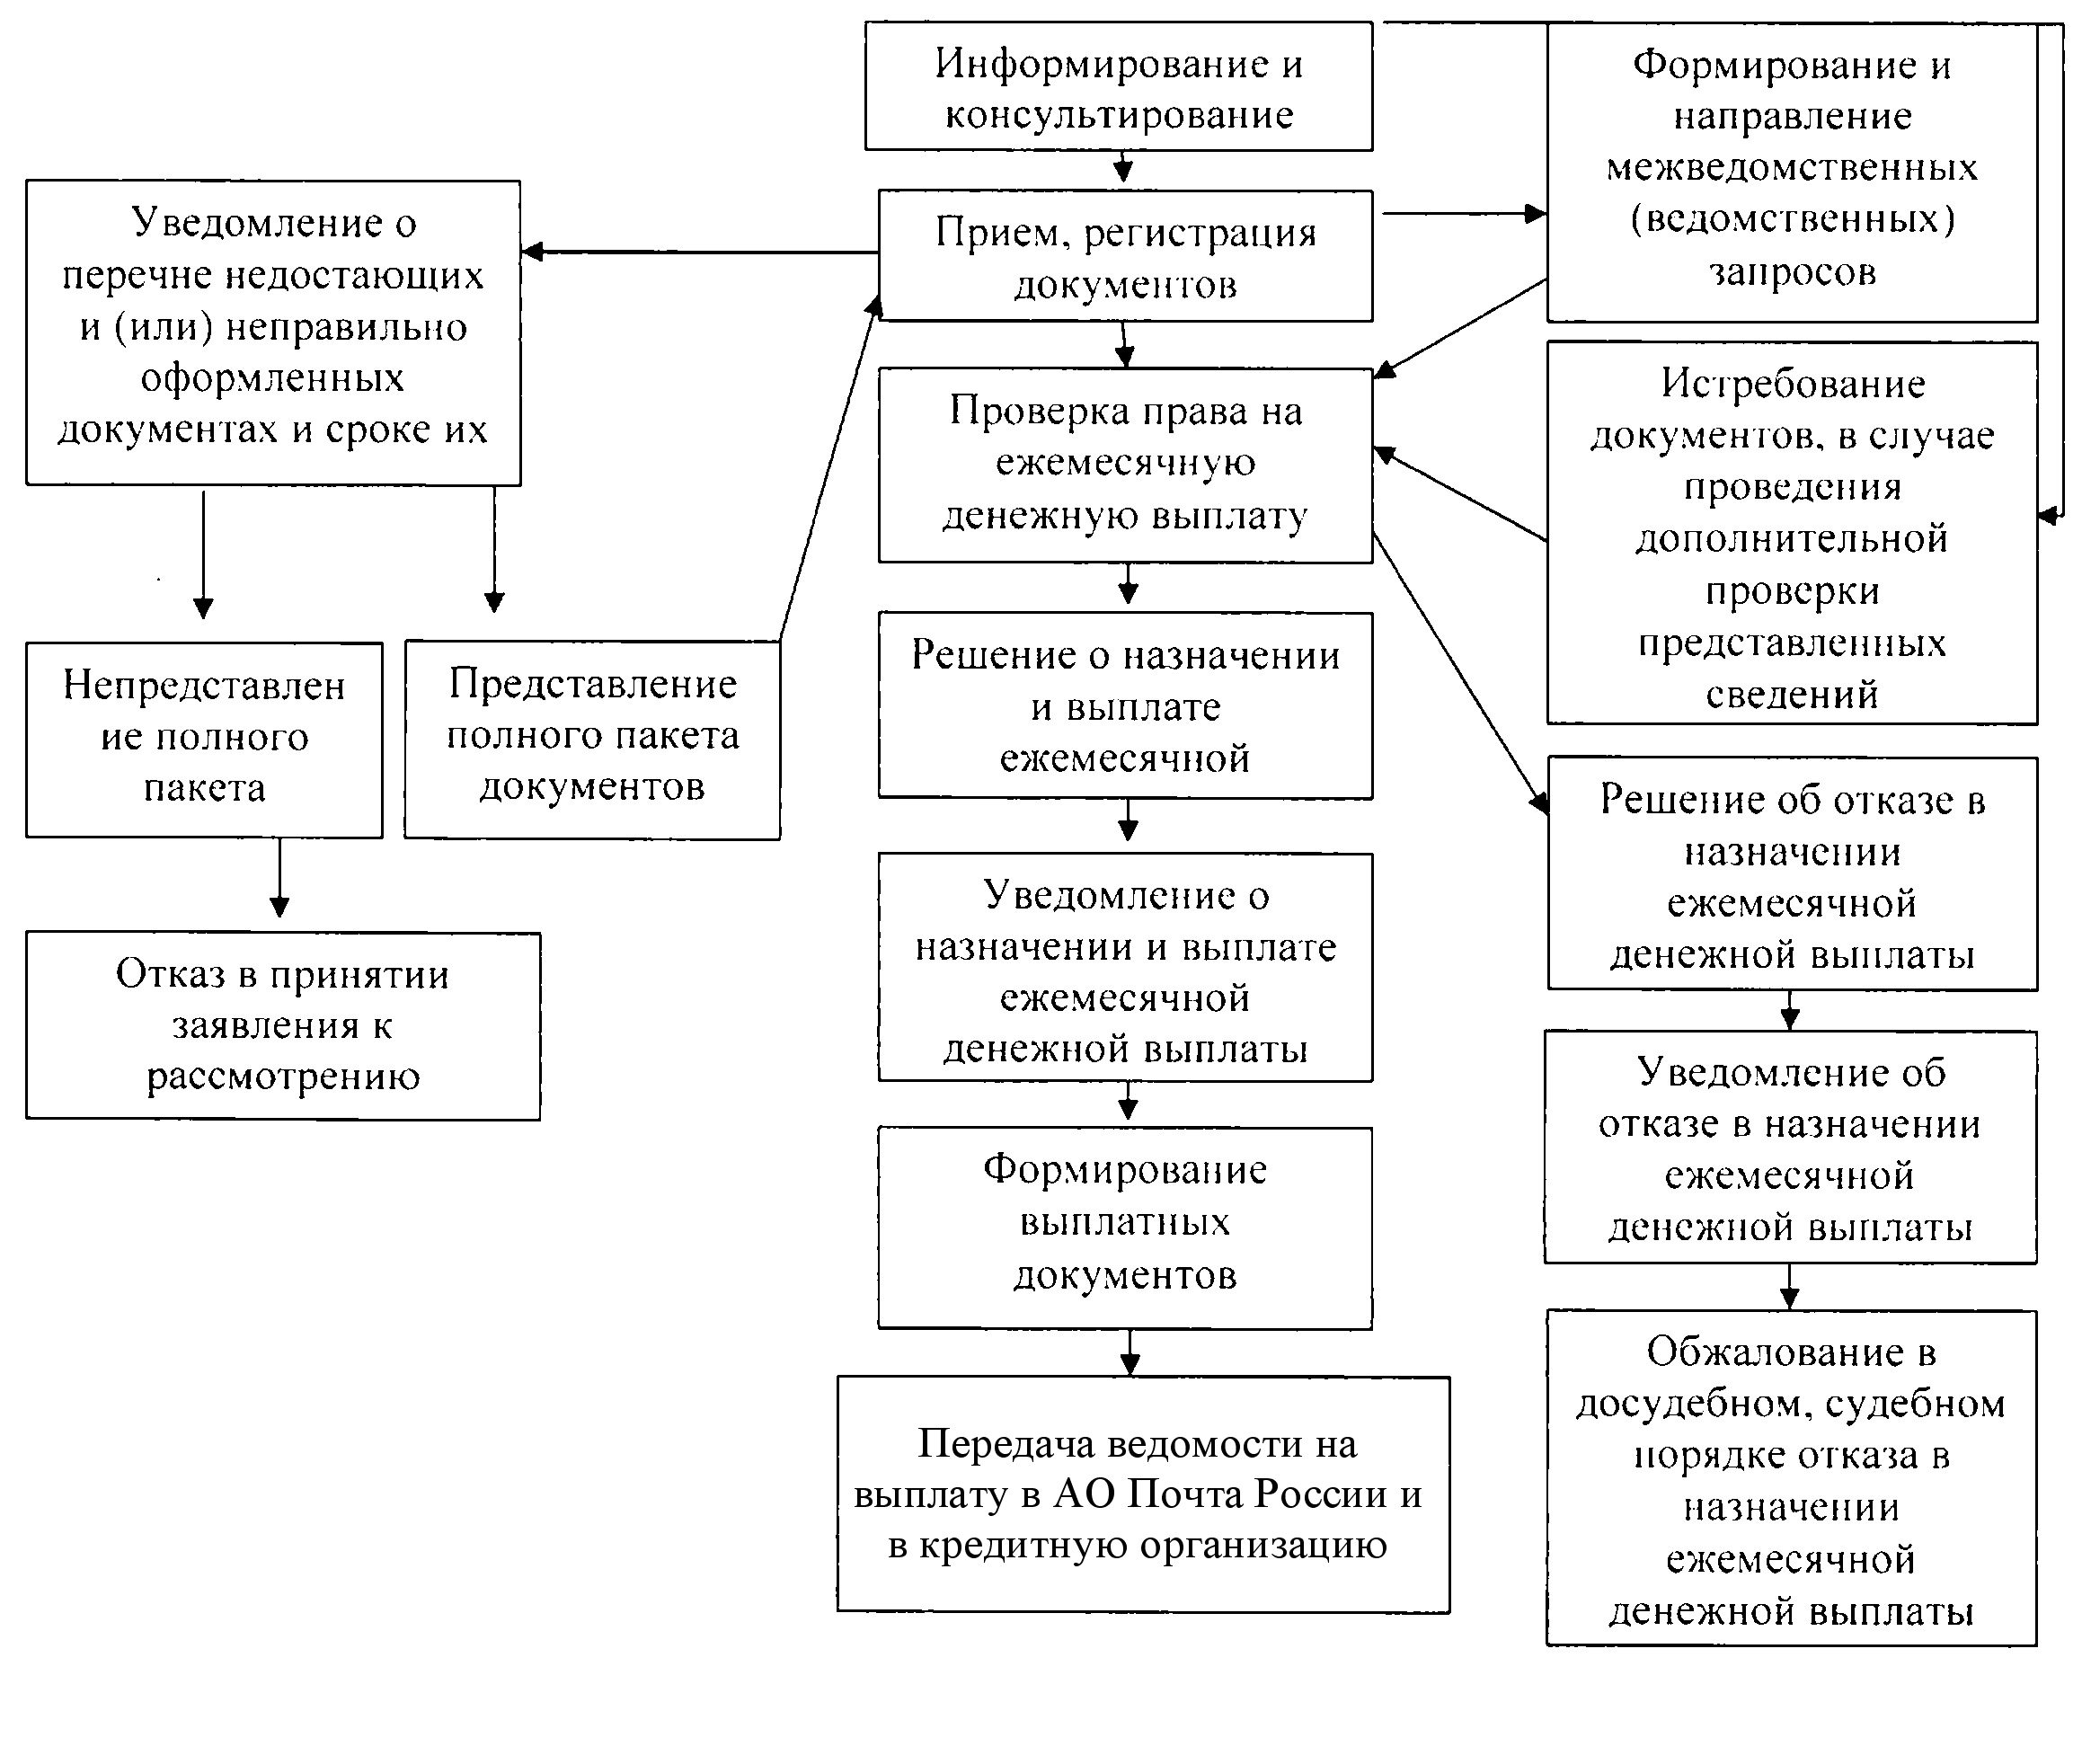 Информирование и
консультирование
Формирование и
направление
межведомственных
(ведомственных)
запросов
Уведомление о
перечне недостающих
и (или) неправильно
оформленных
документах и сроке их
Прием, регистрация
документов
Проверка права на
ежемесячную
денежную выплату
Истребование
документов, в случае
проведения
дополнительной
проверки
представленных
сведений
Непредставлен
ие полного
пакета
Представление
полного пакета
документов
Решение о назначении
и выплате
ежемесячной
Решение об отказе в
назначении
ежемесячной
денежной выплаты
Отказ в принятии
заявления к
рассмотрению
Уведомление о
назначении и выплате
ежемесячной
денежной выплаты
Уведомление об
отказе в назначении
ежемесячной
денежной выплаты
Формирование
выплатных
документов
Обжалование в
досудебном, судебном
порядке отказа в
назначении
ежемесячной
денежной выплаты
Передача ведомости на
выплату в АО Почта России и
в кредитную организацию